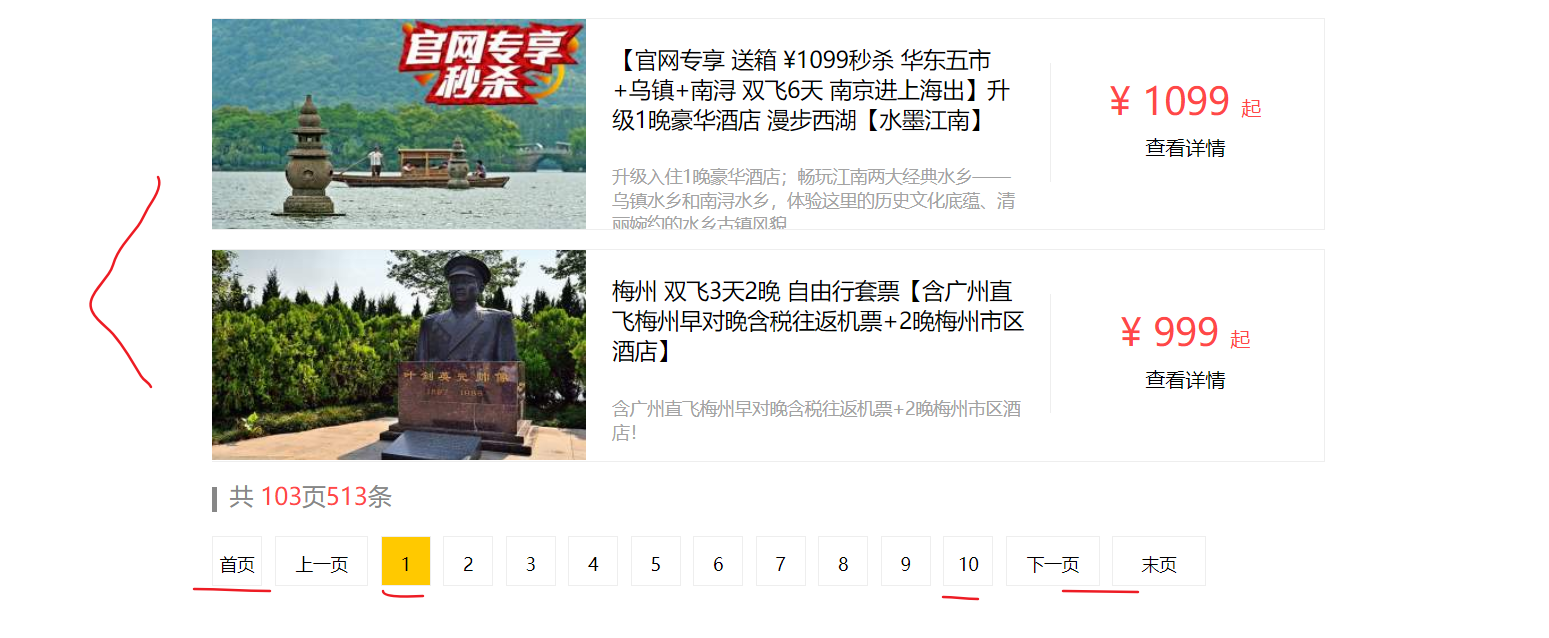 官网专享
秒杀
【官网专享 送箱 ¥1099秒杀 华东五市
+乌镇+南浔 双飞6天 南京进上海出】升
级1晚豪华酒店 漫步西湖【水墨江南】
升级入住1晚豪华酒店；畅玩江南两大经典水乡——
乌镇水乡和南浔水乡，体验这里的历史文化底蕴、清
丽婉约的水乡古镇风貌
¥ 1099 起
查看详情
叶剑英元帅像
1897 1986
梅州 双飞3天2晚 自由行套票【含广州直
飞梅州早对晚含税往返机票+2晚梅州市区
酒店】
含广州直飞梅州早对晚含税往返机票+2晚梅州市区酒
店！
¥ 999 起
查看详情
共 103页513条
首页 上一页 1 2 3 4 5 6 7 8 9 10 下一页 末页